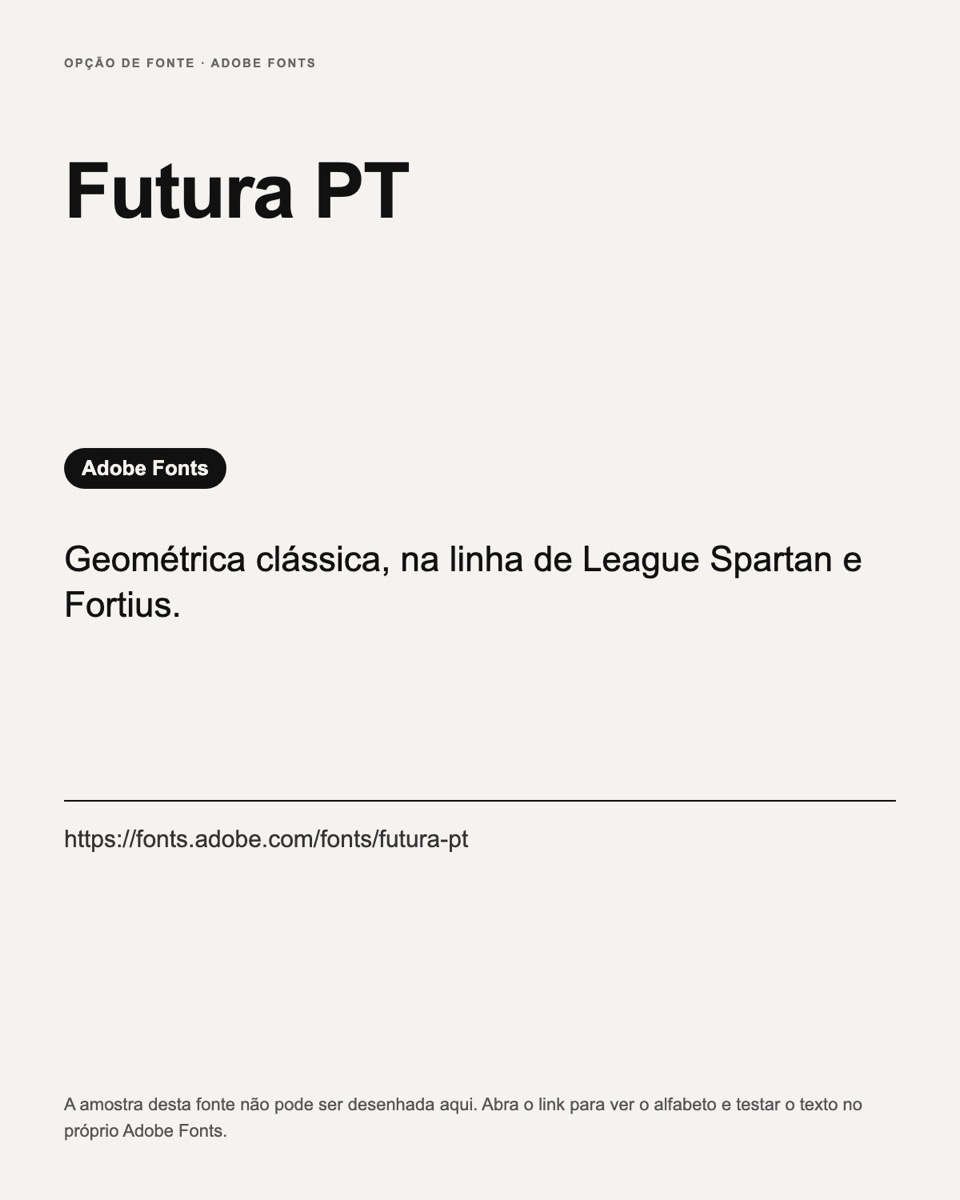 OPÇÃO DE FONTE · ADOBE FONTS
Futura PT
Adobe Fonts
Geométrica clássica, na linha de League Spartan e
Fortius.
https://fonts.adobe.com/fonts/futura-pt
A amostra desta fonte não pode ser desenhada aqui. Abra o link para ver o alfabeto e testar o texto no
próprio Adobe Fonts.